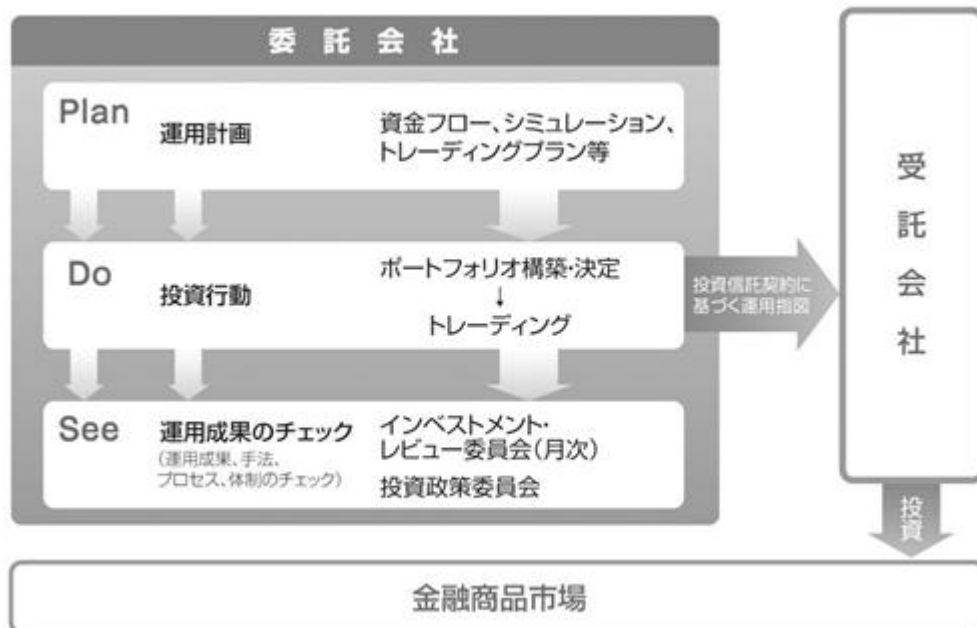 委託会社
Plan
運用計画
資金フロー、シミュレーション、
トレーディングプラン等
Do
投資行動
ポートフォリオ構築・決定
↓
トレーディング
投資信託契約に
基づく運用指図
See
運用成果のチェック
(運用成果、手法、
プロセス、体制のチェック)
インベストメント・
レビュー委員会(月次)
投資政策委員会
受託会社
投資
金融商品市場